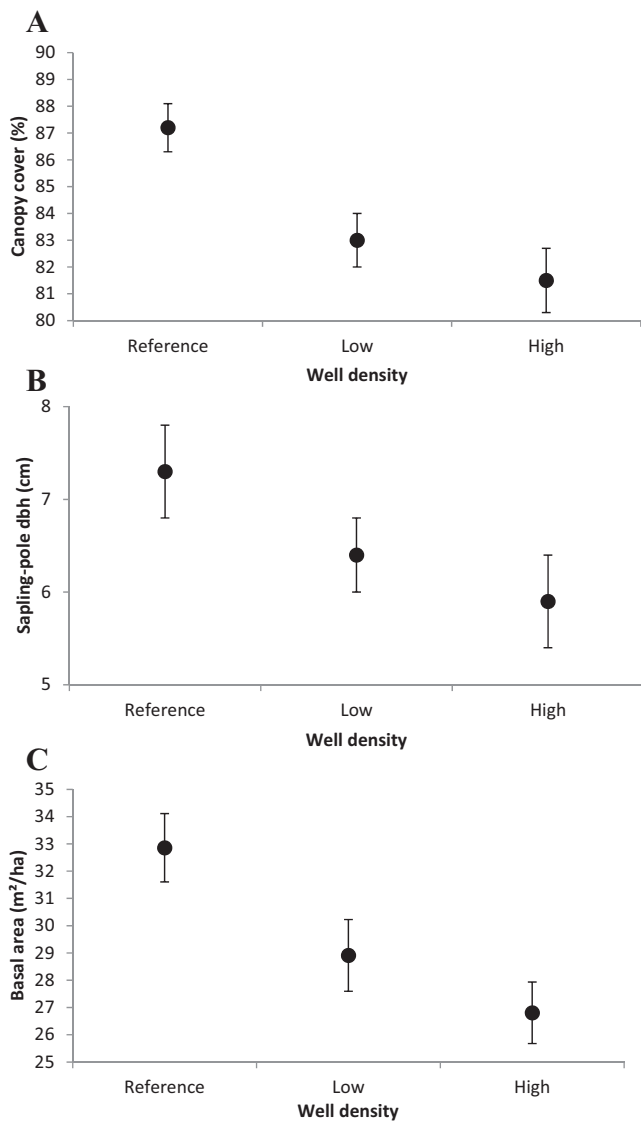 A
90
89
88
87
86
85
84
83
82
81
80
Canopy cover (%)
Reference Low High
Well density
B
8
7
6
5
Sapling-pole dbh (cm)
Reference Low High
Well density
C
35
34
33
32
31
30
29
28
27
26
25
Basal area (m²/ha)
Reference Low High
Well density